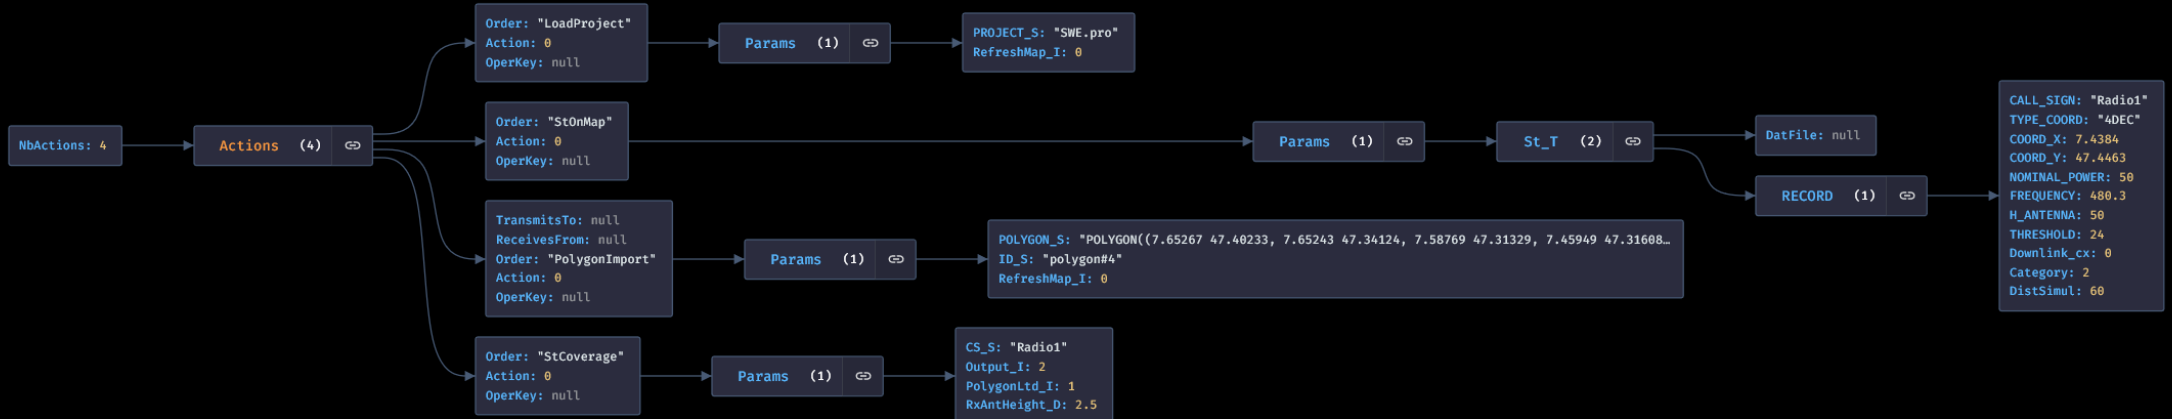 NbActions: 4
Actions (4)
Order: "LoadProject"
Action: 0
OperKey: null
Params (1)
PROJECT_S: "SWE.pro"
RefreshMap_I: 0
Order: "StOnMap"
Action: 0
OperKey: null
Params (1)
St_T (2)
DatFile: null
RECORD (1)
CALL_SIGN: "Radio1"
TYPE_COORD: "4DEC"
COORD_X: 7.4384
COORD_Y: 47.4463
NOMINAL_POWER: 50
FREQUENCY: 480.3
H_ANTENNA: 50
THRESHOLD: 24
Downlink_cx: 0
Category: 2
DistSimul: 60
TransmitsTo: null
ReceivesFrom: null
Order: "PolygonImport"
Action: 0
OperKey: null
Params (1)
POLYGON_S: "POLYGON((7.65267 47.40233, 7.65243 47.34124, 7.58769 47.31329, 7.45949 47.31608…
ID_S: "polygon#4"
RefreshMap_I: 0
Order: "StCoverage"
Action: 0
OperKey: null
Params (1)
CS_S: "Radio1"
Output_I: 2
PolygonLtd_I: 1
RxAntHeight_D: 2.5